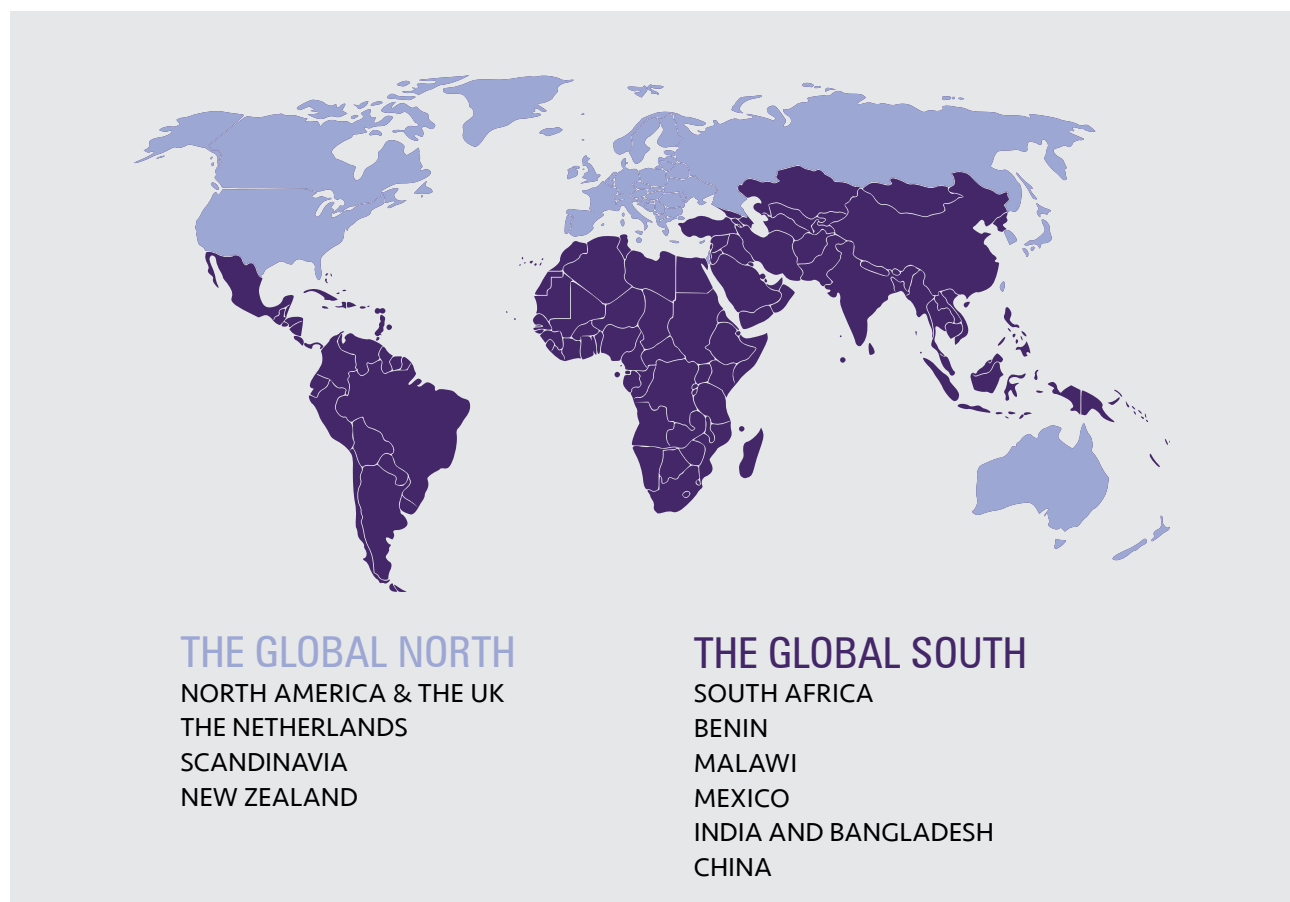 THE GLOBAL NORTH
NORTH AMERICA & THE UK
THE NETHERLANDS
SCANDINAVIA
NEW ZEALAND
THE GLOBAL SOUTH
SOUTH AFRICA
BENIN
MALAWI
MEXICO
INDIA AND BANGLADESH
CHINA